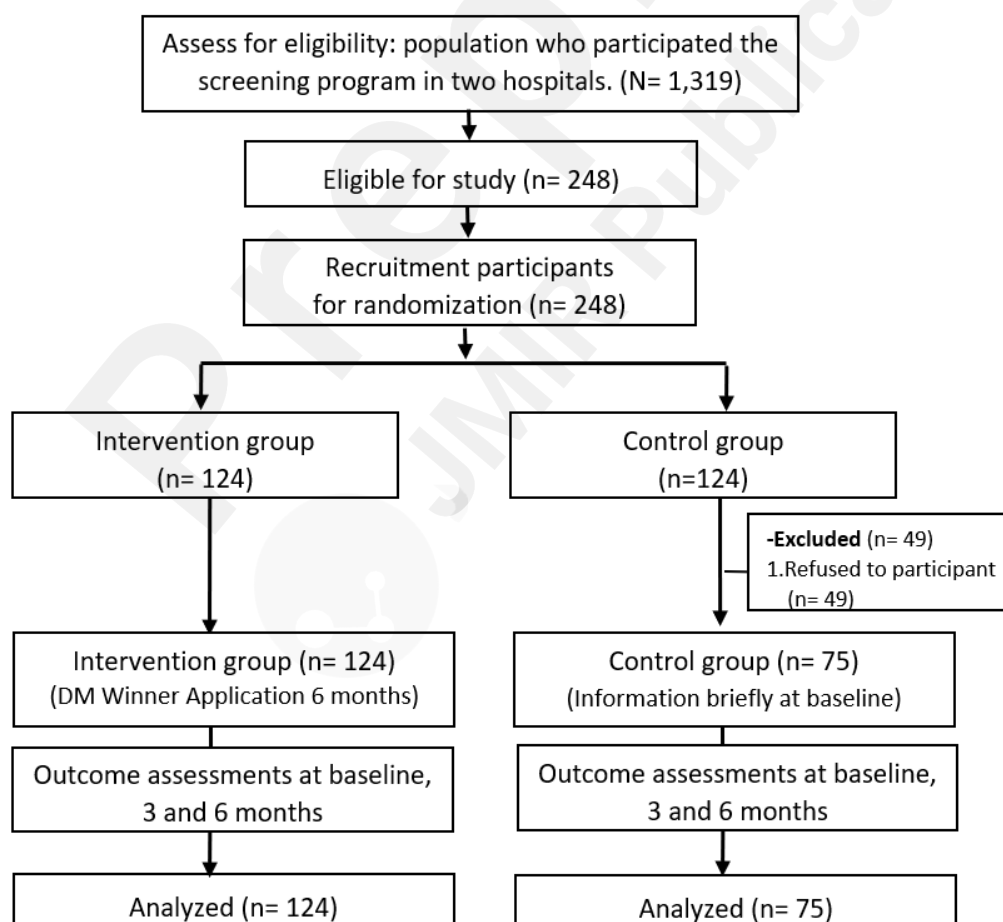 Assess for eligibility: population who participated the
screening program in two hospitals. (N= 1,319)
Eligible for study (n= 248)
Recruitment participants
for randomization (n= 248)
Intervention group
(n= 124)
Control group
(n=124)
-Excluded (n= 49)
1.Refused to participant
(n= 49)
Intervention group (n= 124)
(DM Winner Application 6 months)
Control group (n= 75)
(Information briefly at baseline)
Outcome assessments at baseline,
3 and 6 months
Outcome assessments at baseline,
3 and 6 months
Analyzed (n= 124)
Analyzed (n= 75)
Prep
JMIR Publica